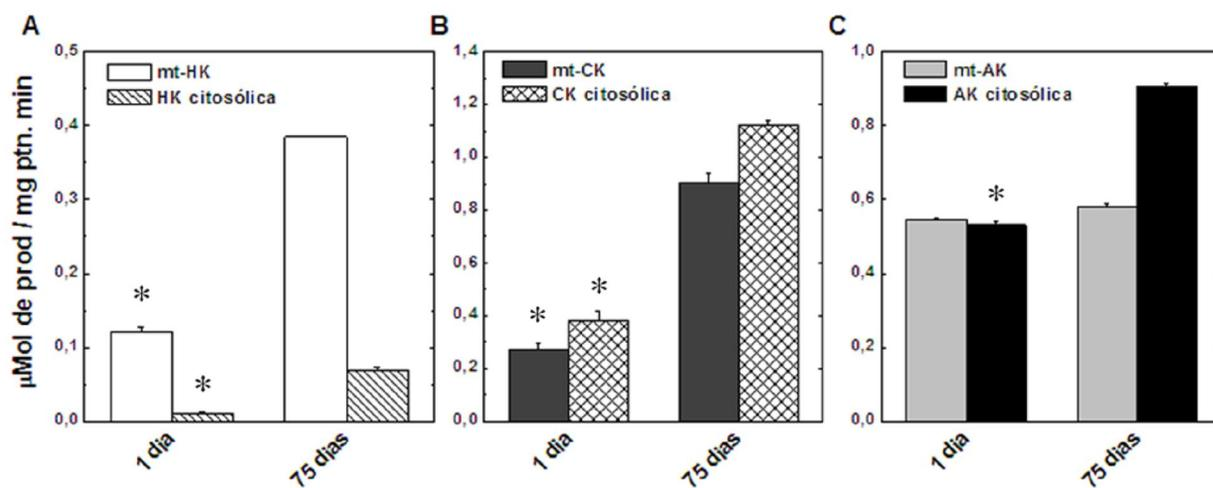 A
B
C
µMol de prod / mg ptn. min
0,5
0,4
0,3
0,2
0,1
0,0
mt-HK
HK citosólica
*
*
1 dia
75 dias
1,4
1,2
1,0
0,8
0,6
0,4
0,2
0,0
mt-CK
CK citosólica
*
*
1 dia
75 dias
1,0
0,8
0,6
0,4
0,2
0,0
mt-AK
AK citosólica
*
1 dia
75 dias